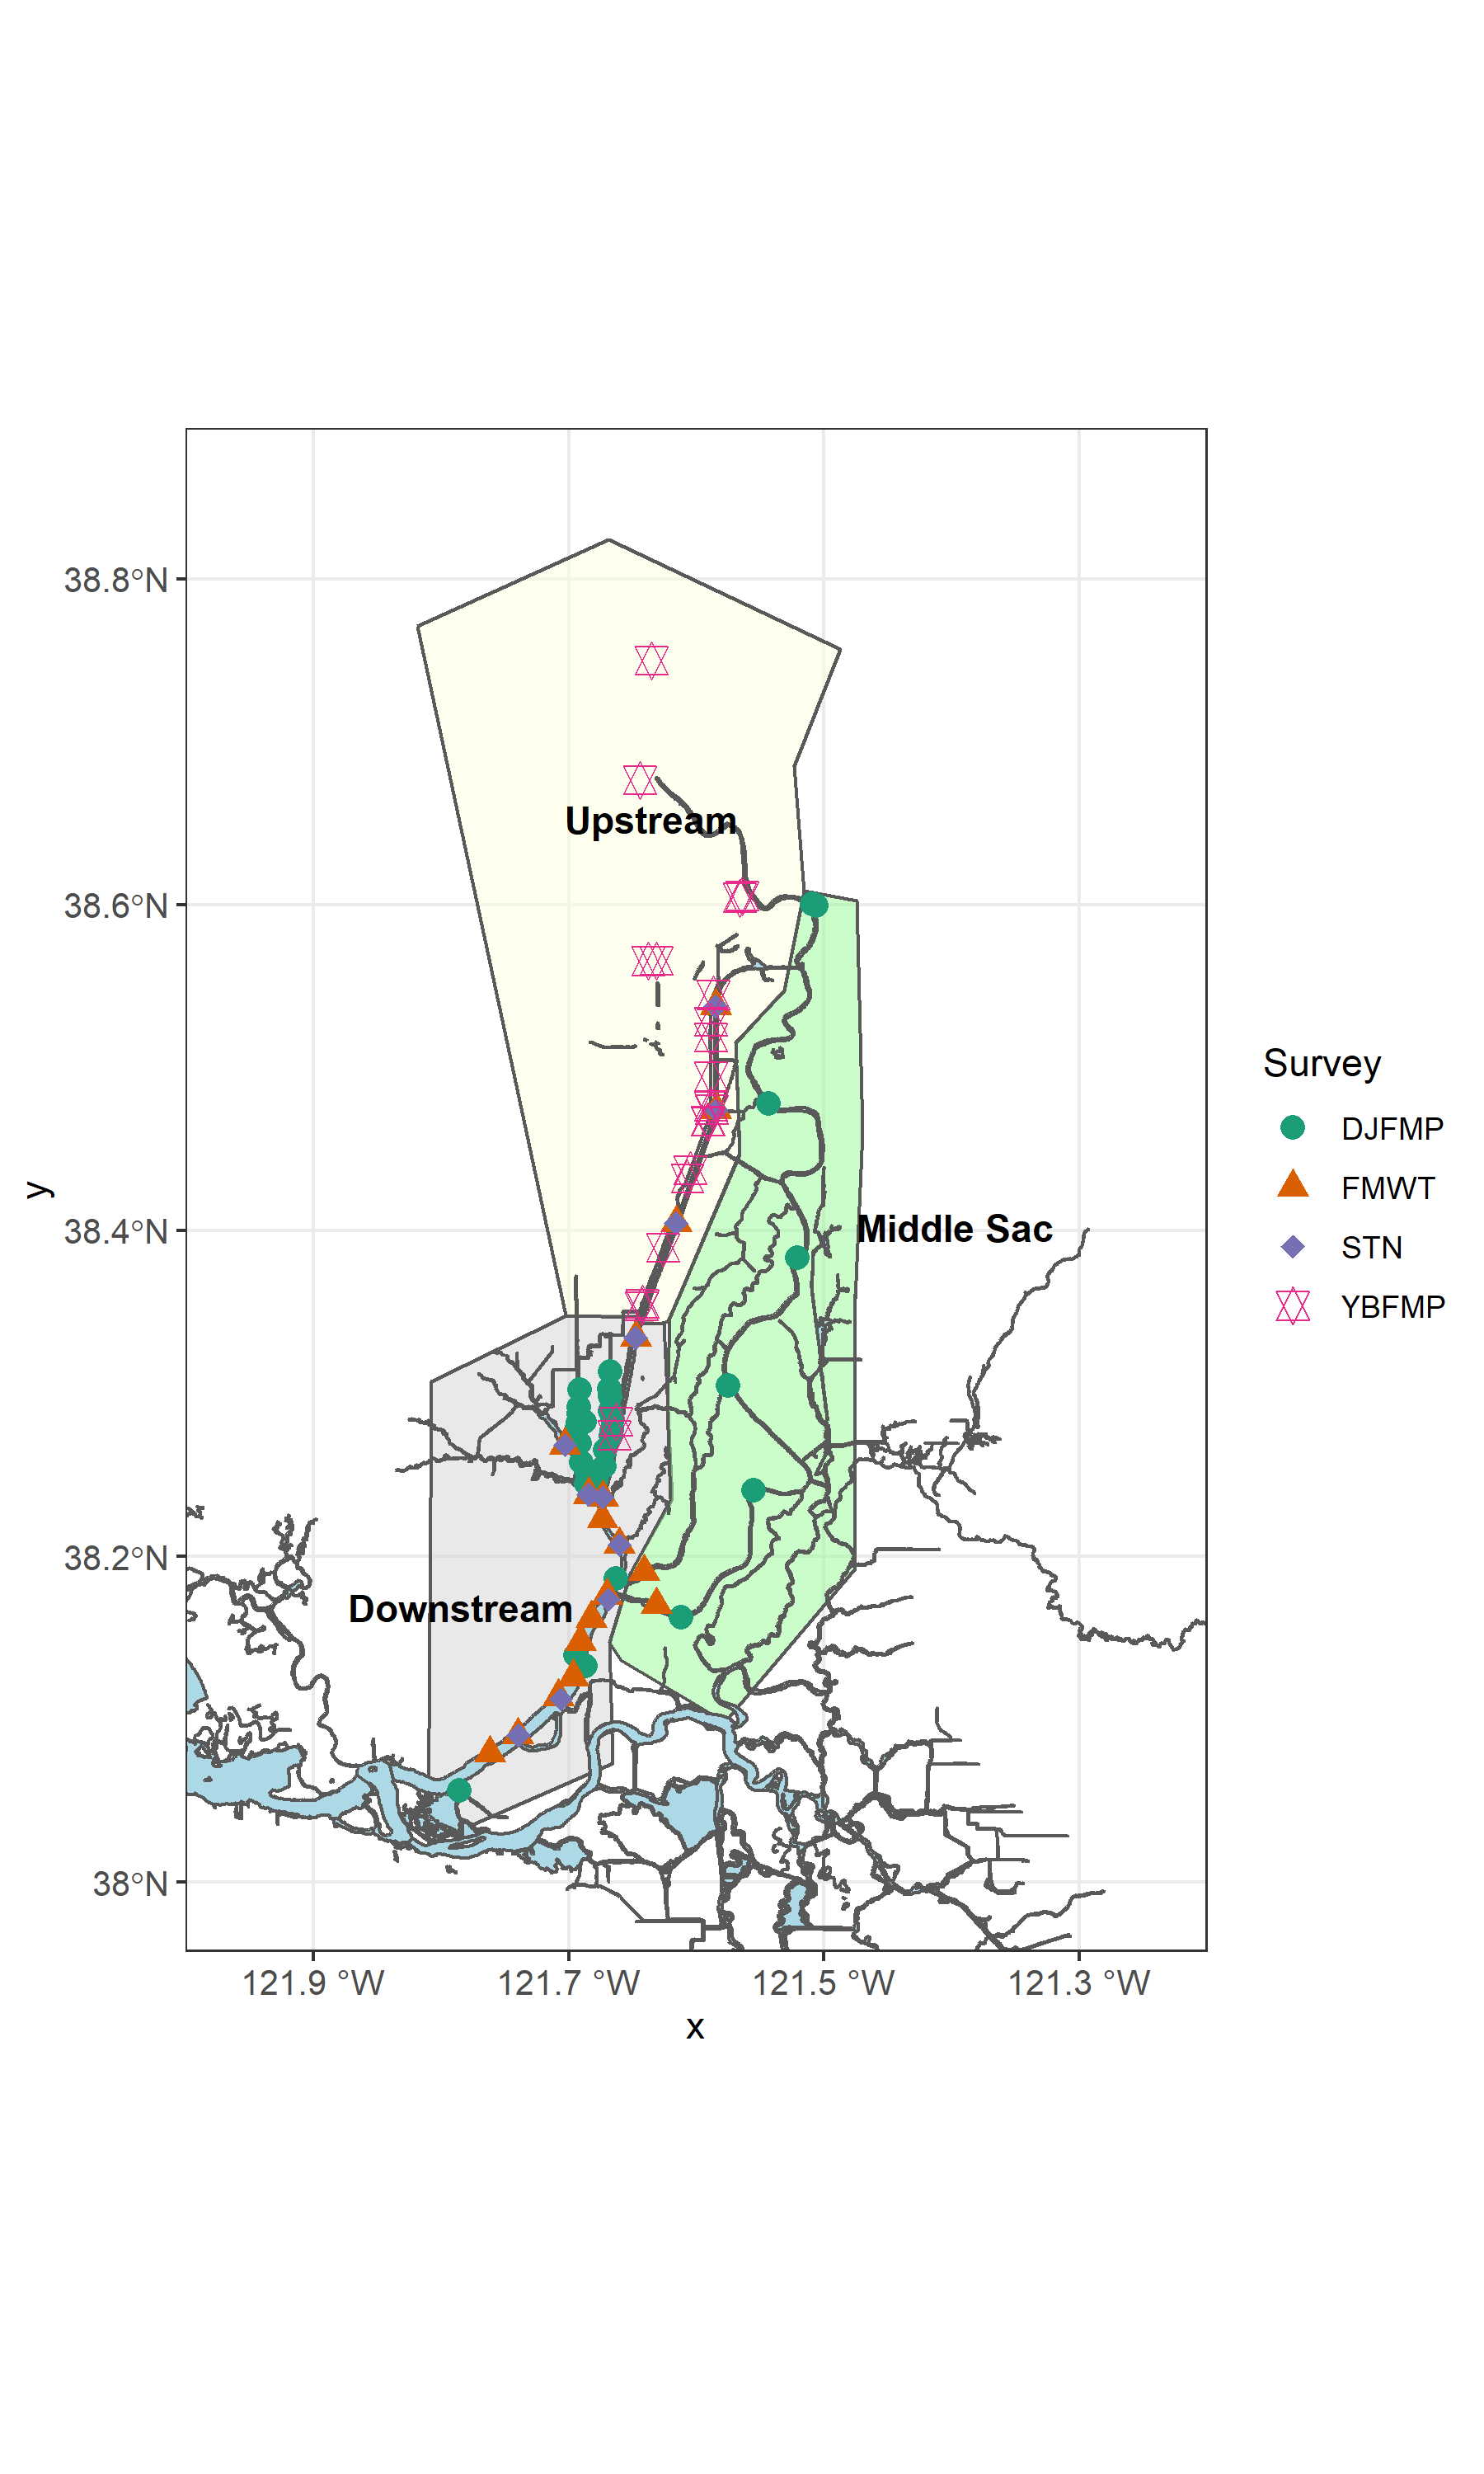 38.8°N
Upstream
38.6°N
Survey
DJFMP
FMWT
STN
YBFMP
y
38.4°N
Middle Sac
38.2°N
Downstream
38°N
121.9 °W
121.7 °W
121.5 °W
121.3 °W
x